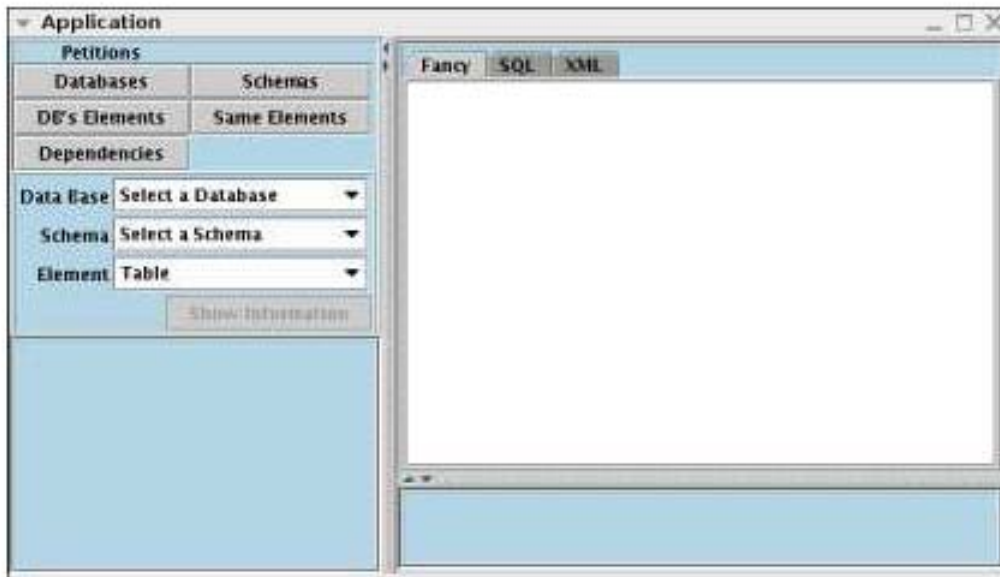 Application
Petitions
Databases
Schemas
DB's Elements
Same Elements
Dependencies
Data Base Select a Database
Schema Select a Schema
Element Table
Show Information
Fancy SQL XML